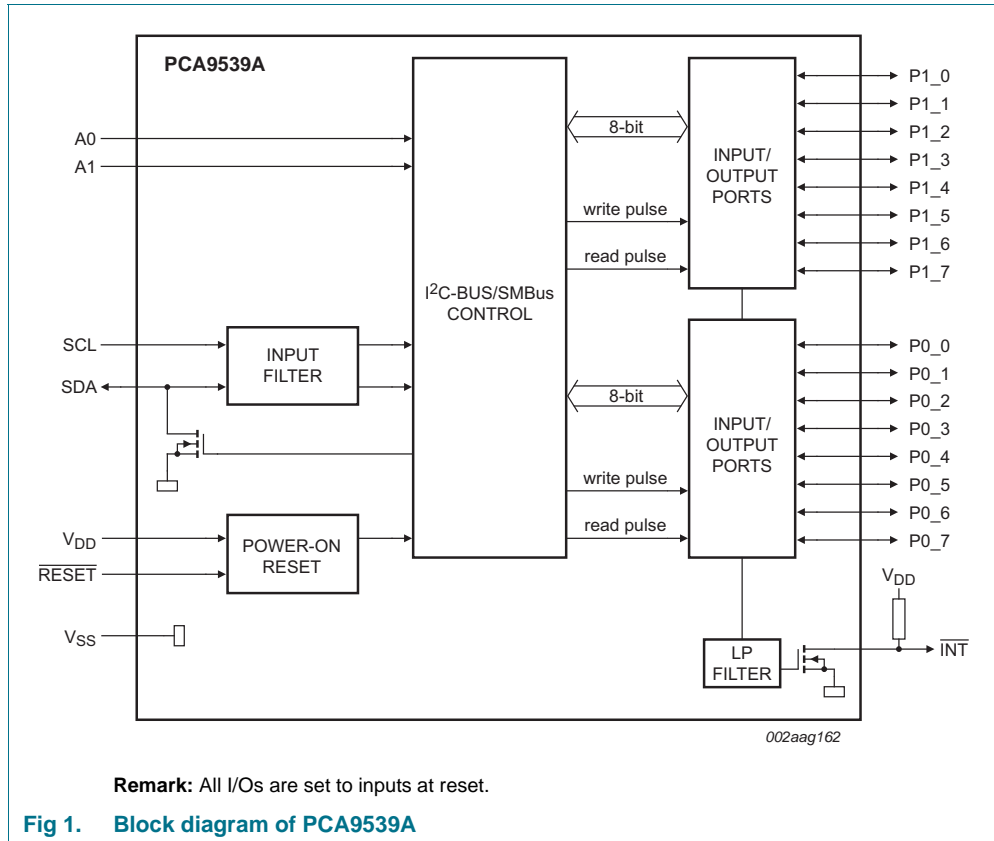 PCA9539A
A0
A1
SCL
SDA
V_DD
RESET
V_SS
INPUT
FILTER
POWER-ON
RESET
I²C-BUS/SMBus
CONTROL
8-bit
write pulse
read pulse
INPUT/
OUTPUT
PORTS
P1_0
P1_1
P1_2
P1_3
P1_4
P1_5
P1_6
P1_7
8-bit
write pulse
read pulse
INPUT/
OUTPUT
PORTS
P0_0
P0_1
P0_2
P0_3
P0_4
P0_5
P0_6
P0_7
V_DD
LP
FILTER
INT
002aag162
Remark: All I/Os are set to inputs at reset.
Fig 1. Block diagram of PCA9539A